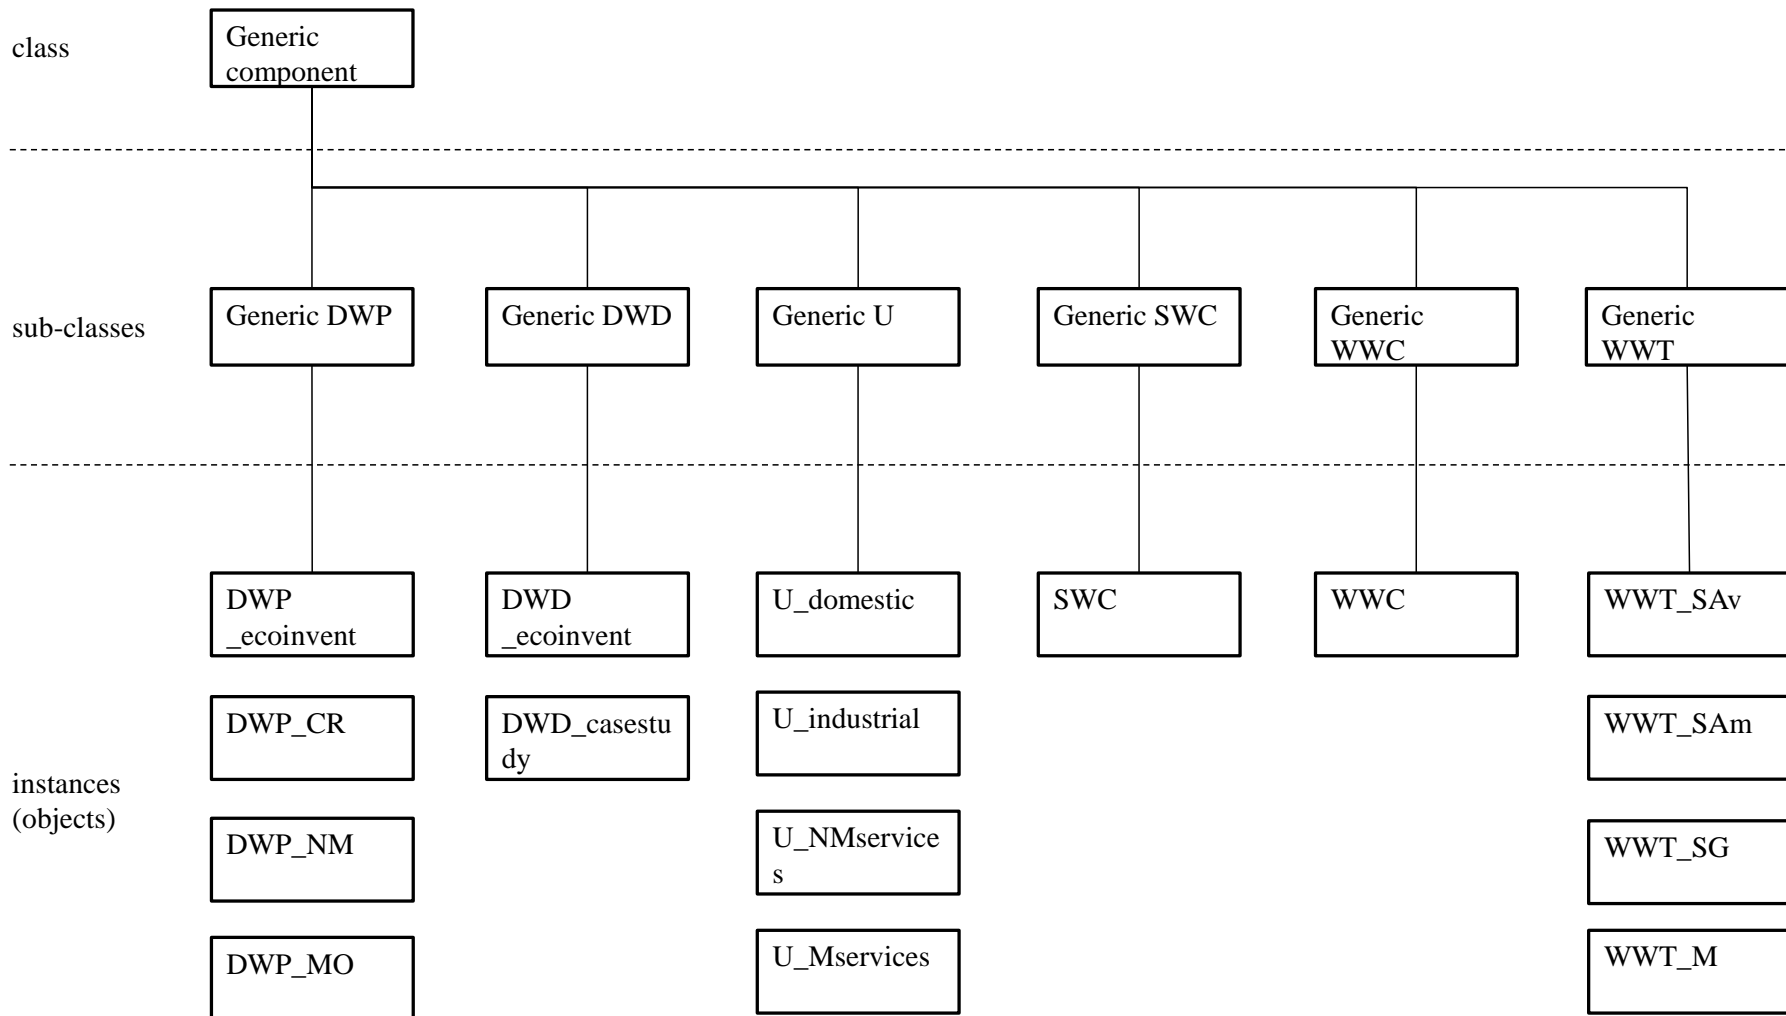 class
Generic
component
sub-classes
Generic DWP
Generic DWD
Generic U
Generic SWC
Generic
WWC
Generic
WWT
instances
(objects)
DWP
_ecoinvent
DWD
_ecoinvent
U_domestic
SWC
WWC
WWT_SAv
DWP_CR
DWD_casestu
dy
U_industrial
WWT_SAm
DWP_NM
U_NMservice
s
WWT_SG
DWP_MO
U_Mservices
WWT_M